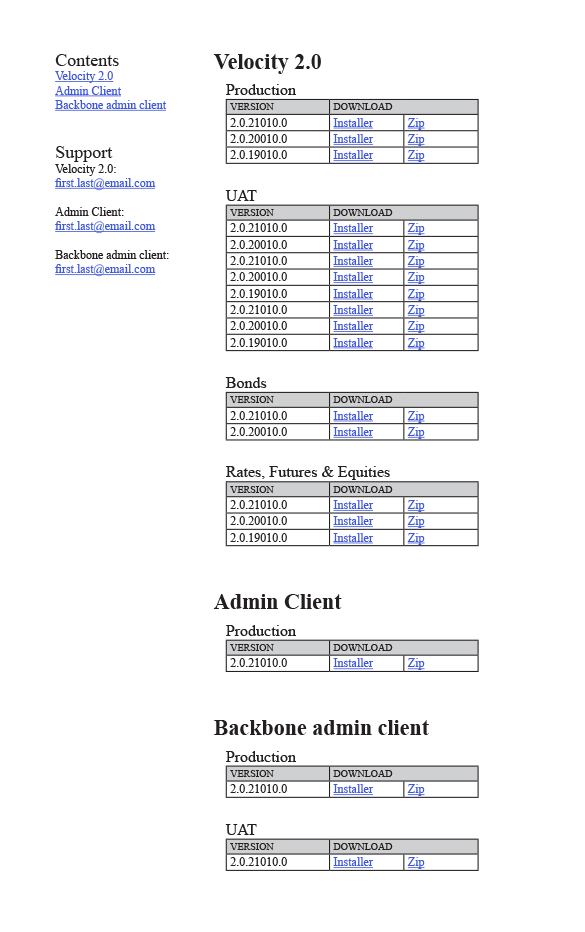 Contents
Velocity 2.0
Admin Client
Backbone admin client
Support
Velocity 2.0:
first.last@email.com
Admin Client:
first.last@email.com
Backbone admin client:
first.last@email.com
Velocity 2.0
Production
VERSION DOWNLOAD
2.0.21010.0 Installer Zip
2.0.20010.0 Installer Zip
2.0.19010.0 Installer Zip
UAT
VERSION DOWNLOAD
2.0.21010.0 Installer Zip
2.0.20010.0 Installer Zip
2.0.21010.0 Installer Zip
2.0.20010.0 Installer Zip
2.0.19010.0 Installer Zip
2.0.21010.0 Installer Zip
2.0.20010.0 Installer Zip
2.0.19010.0 Installer Zip
Bonds
VERSION DOWNLOAD
2.0.21010.0 Installer Zip
2.0.20010.0 Installer Zip
Rates, Futures & Equities
VERSION DOWNLOAD
2.0.21010.0 Installer Zip
2.0.20010.0 Installer Zip
2.0.19010.0 Installer Zip
Admin Client
Production
VERSION DOWNLOAD
2.0.21010.0 Installer Zip
Backbone admin client
Production
VERSION DOWNLOAD
2.0.21010.0 Installer Zip
UAT
VERSION DOWNLOAD
2.0.21010.0 Installer Zip